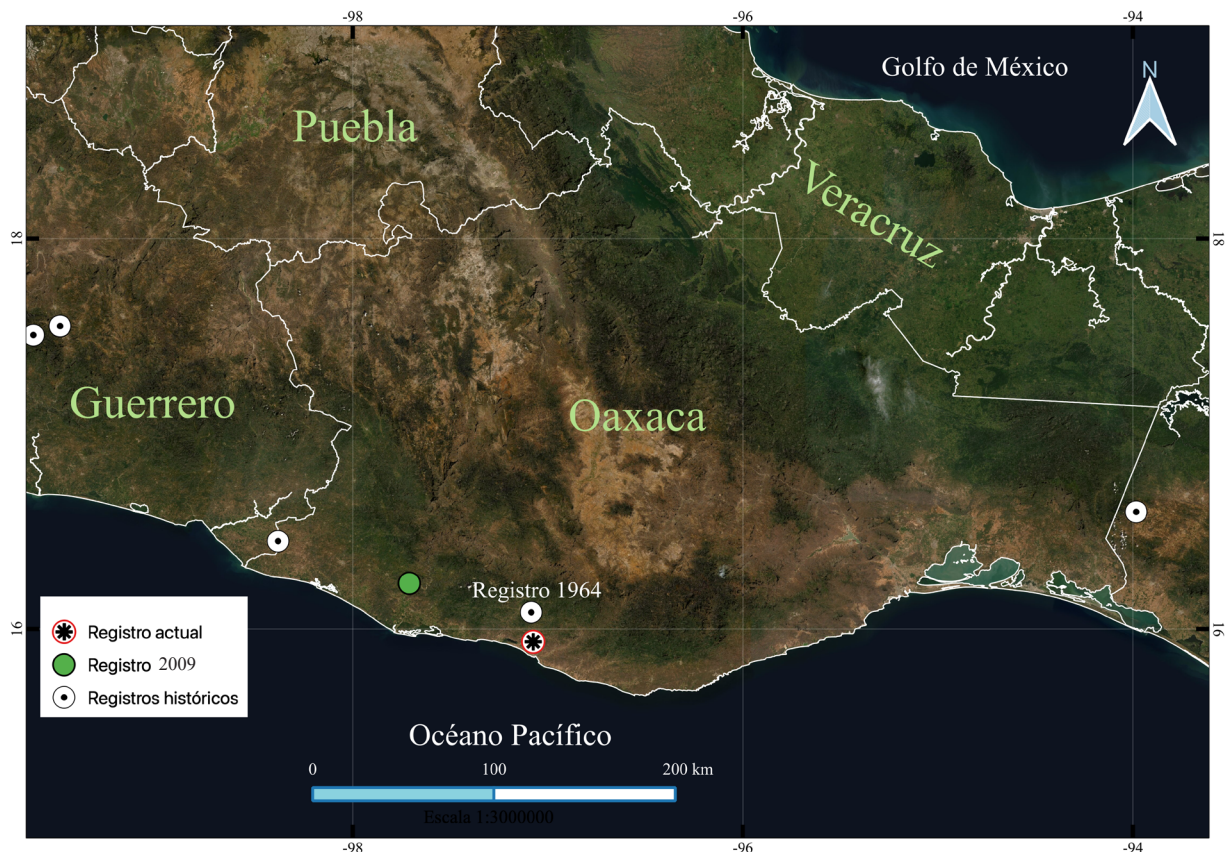 -98
-96
-94
Golfo de México
N
Puebla
Veracruz
18
18
Guerrero
Oaxaca
Registro 1964
16
16
Registro actual
Registro 2009
Registros históricos
Océano Pacífico
0 100 200 km
Escala 1:3000000
-98
-96
-94